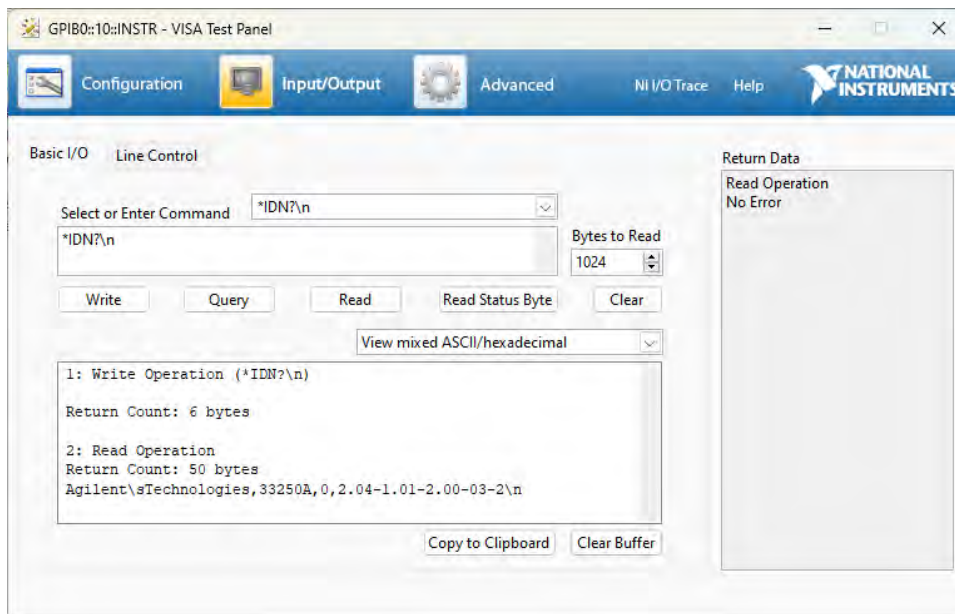 GPIB0::10::INSTR - VISA Test Panel
Configuration
Input/Output
Advanced
NI I/O Trace
Help
NATIONAL
INSTRUMENTS
Basic I/O
Line Control
Select or Enter Command
*IDN?\n
*IDN?\n
Bytes to Read
1024
Write
Query
Read
Read Status Byte
Clear
View mixed ASCII/hexadecimal
1: Write Operation (*IDN?\n)
Return Count: 6 bytes
2: Read Operation
Return Count: 50 bytes
Agilent\sTechnologies,33250A,0,2.04-1.01-2.00-03-2\n
Copy to Clipboard
Clear Buffer
Return Data
Read Operation
No Error